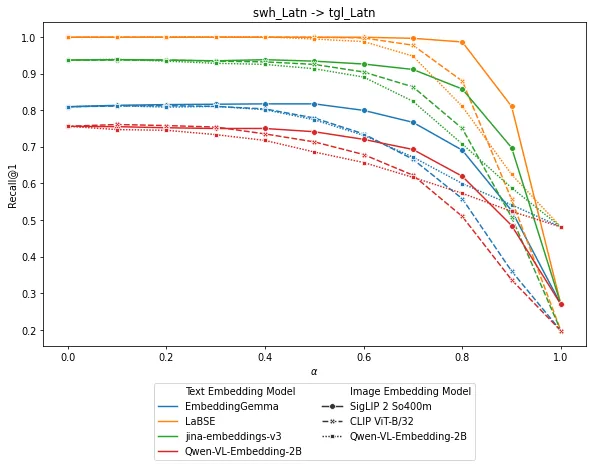 swh_Latn -> tgl_Latn
Recall@1
1.0
0.9
0.8
0.7
0.6
0.5
0.4
0.3
0.2
0.0 0.2 0.4 0.6 0.8 1.0
α
Text Embedding Model Image Embedding Model
EmbeddingGemma SigLIP 2 So400m
LaBSE CLIP ViT-B/32
jina-embeddings-v3 Qwen-VL-Embedding-2B
Qwen-VL-Embedding-2B